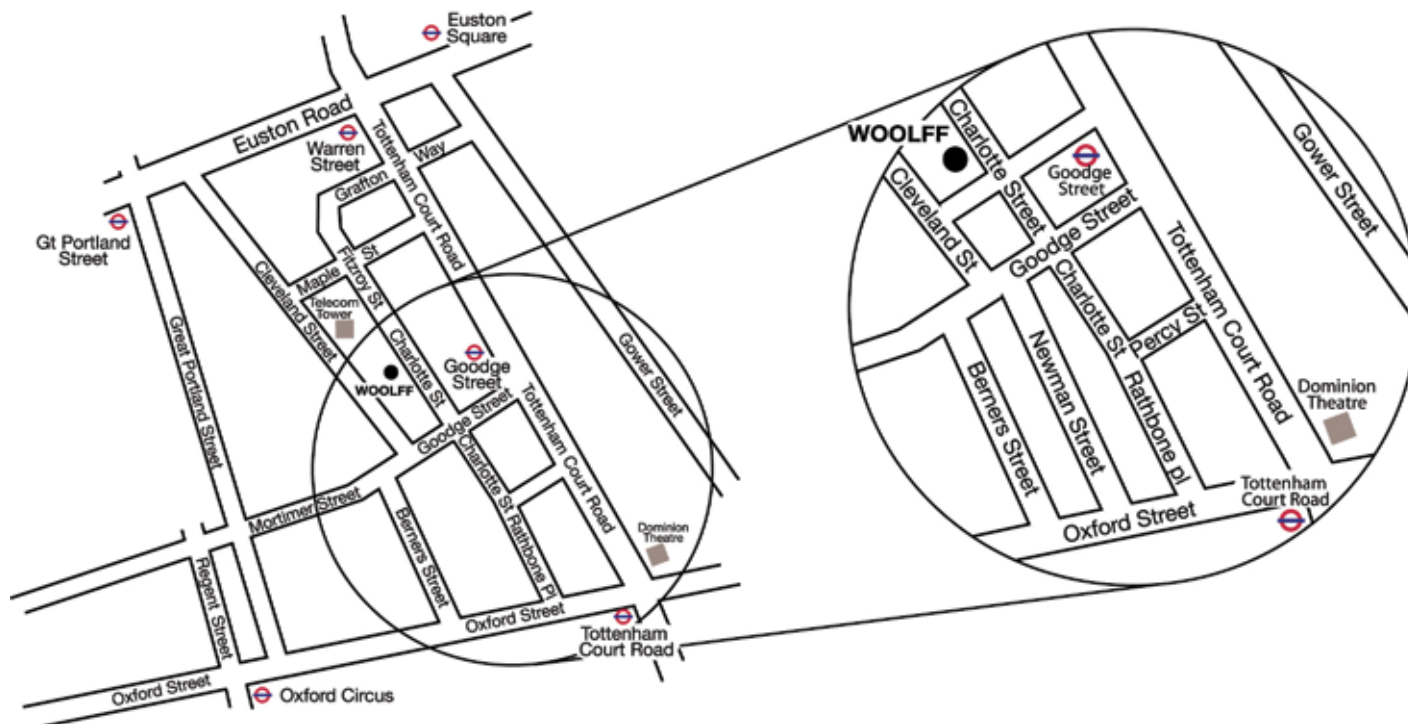 Euston
Square
Euston Road
Warren
Street
Tottenham Court Road
Grafton Way
Gt Portland
Street
Cleveland Street
Maple St
Fitzroy St
Telecom
Tower
Great Portland Street
WOOLFF
Charlotte St
Goodge
Street
Gower Street
Goodge Street
Tottenham Court Road
Mortimer Street
Berners Street
Charlotte St
Rathbone Pl
Dominion
Theatre
Regent Street
Oxford Street
Tottenham
Court Road
Oxford Street
Oxford Circus
WOOLFF
Charlotte Street
Goodge
Street
Gower Street
Cleveland St
Goodge Street
Tottenham Court Road
Charlotte St
Percy St
Newman Street
Berners Street
Rathbone pl
Dominion
Theatre
Tottenham
Court Road
Oxford Street